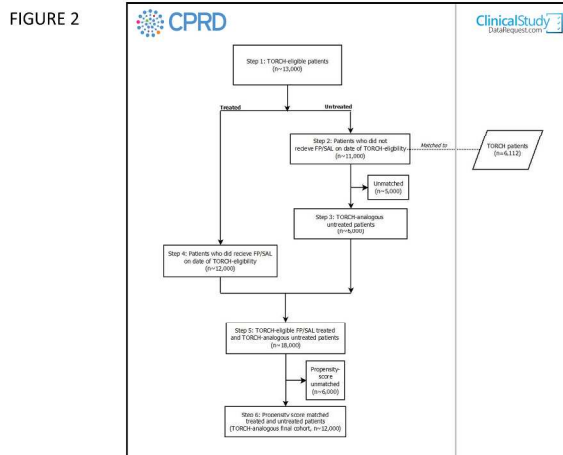 FIGURE 2
CPRD
ClinicalStudy
DataRequest.com
Step 1: TORCH-eligible patients
(n~13,000)
Treated
Untreated
Step 2: Patients who did not
recieve FP/SAL on date of TORCH-eligiblity
(n~11,000)
Matched to
TORCH patients
(n=6,112)
Unmatched
(n~5,000)
Step 3: TORCH-analogous
untreated patients
(n~6,000)
Step 4: Patients who did recieve FP/SAL
on date of TORCH-eligibility
(n~12,000)
Step 5: TORCH-eligible FP/SAL treated
and TORCH-analogous untreated patients
(n~18,000)
Propensity-
score
unmatched
(n~6,000)
Step 6: Propensity score matched
treated and untreated patients
(TORCH-analogous final cohort, n~12,000)